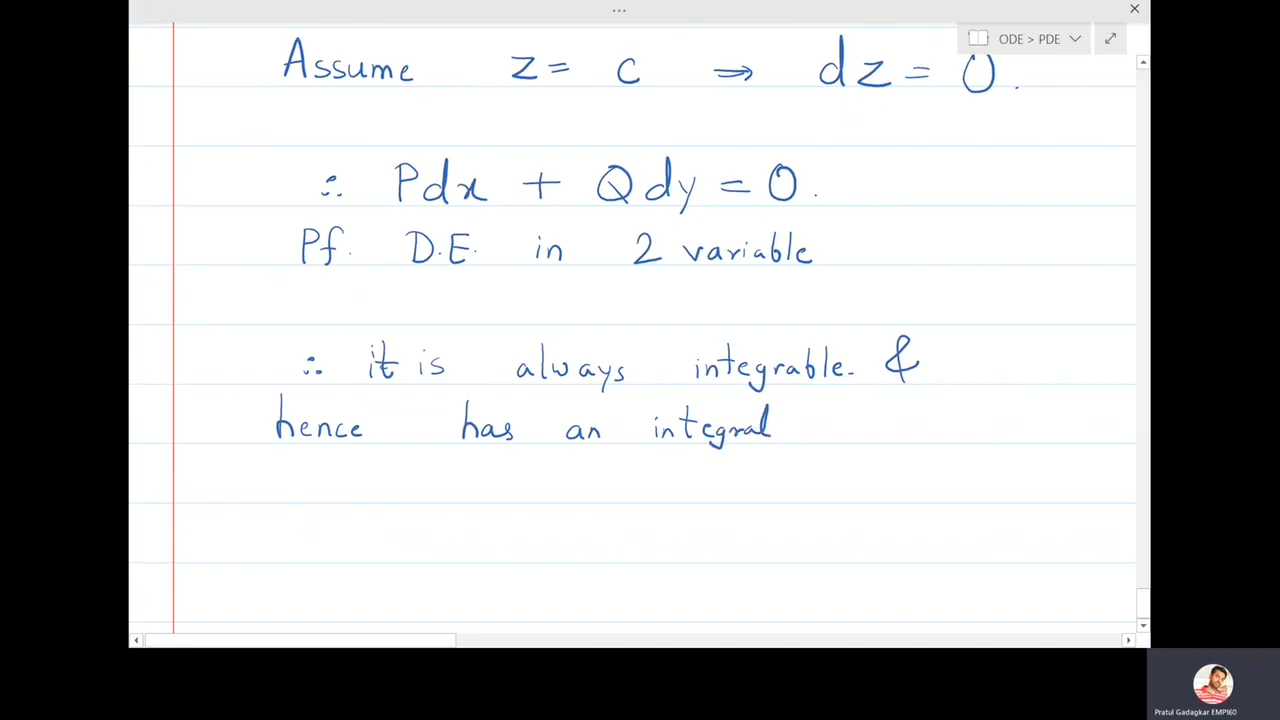 ODE > PDE
Assume z = c ⇒ dz = 0.
∴ Pdx + Qdy = 0.
Pf. D.E. in 2 variable
∴ it is always integrable. &
hence has an integral
Pratul Gadagkar EMP160